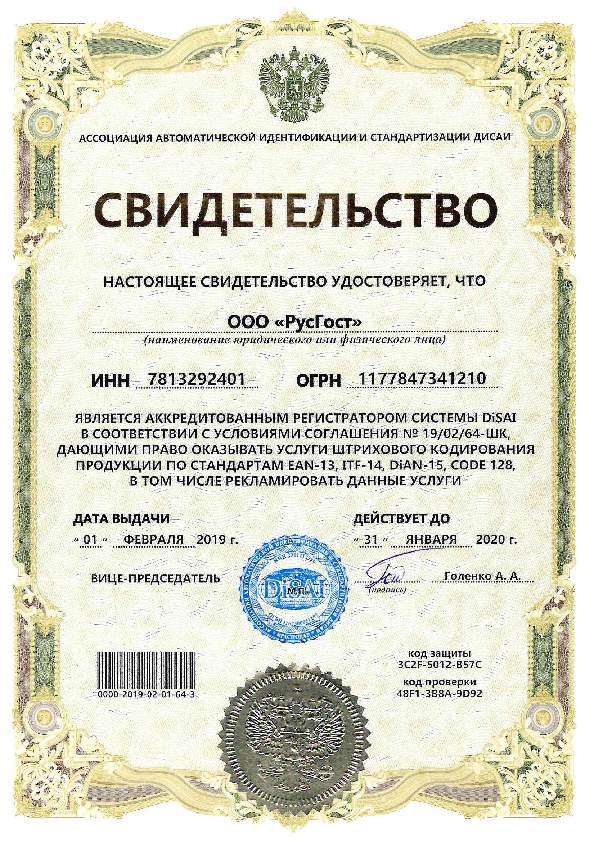 АССОЦИАЦИЯ АВТОМАТИЧЕСКОЙ ИДЕНТИФИКАЦИИ И СТАНДАРТИЗАЦИИ ДИСАИ
СВИДЕТЕЛЬСТВО
НАСТОЯЩЕЕ СВИДЕТЕЛЬСТВО УДОСТОВЕРЯЕТ, ЧТО
ООО «РусГост»
(наименование юридического или физического лица)
ИНН 7813292401 ОГРН 1177847341210
ЯВЛЯЕТСЯ АККРЕДИТОВАННЫМ РЕГИСТРАТОРОМ СИСТЕМЫ DiSAI
В СООТВЕТСТВИИ С УСЛОВИЯМИ СОГЛАШЕНИЯ № 19/02/64-ШК,
ДАЮЩИМИ ПРАВО ОКАЗЫВАТЬ УСЛУГИ ШТРИХОВОГО КОДИРОВАНИЯ
ПРОДУКЦИИ ПО СТАНДАРТАМ EAN-13, ITF-14, DiAN-15, CODE 128,
В ТОМ ЧИСЛЕ РЕКЛАМИРОВАТЬ ДАННЫЕ УСЛУГИ
ДАТА ВЫДАЧИ ДЕЙСТВУЕТ ДО
“ 01 ” ФЕВРАЛЯ 2019 г. “ 31 ” ЯНВАРЯ 2020 г.
ВИЦЕ-ПРЕДСЕДАТЕЛЬ Голенко А. А.
(подпись)
DiSAI
М.П.
код защиты
3C2F-5012-B57C
код проверки
48F1-3B8A-9D92
0000-2019-02-01-64-3